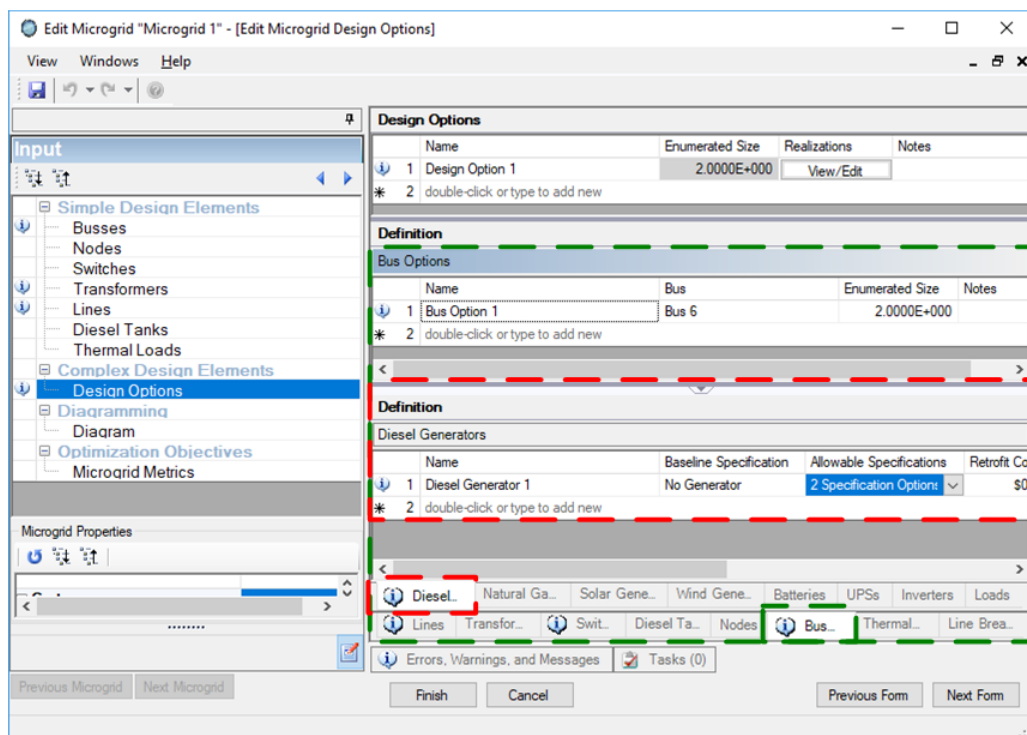 Edit Microgrid "Microgrid 1" - [Edit Microgrid Design Options]
View Windows Help
Input
Simple Design Elements
Busses
Nodes
Switches
Transformers
Lines
Diesel Tanks
Thermal Loads
Complex Design Elements
Design Options
Diagramming
Diagram
Optimization Objectives
Microgrid Metrics
Microgrid Properties
Previous Microgrid Next Microgrid
Design Options
Name Enumerated Size Realizations Notes
1 Design Option 1 2.0000E+000 View/Edit
2 double-click or type to add new
Definition
Bus Options
Name Bus Enumerated Size Notes
1 Bus Option 1 Bus 6 2.0000E+000
2 double-click or type to add new
Definition
Diesel Generators
Name Baseline Specification Allowable Specifications Retrofit Co
1 Diesel Generator 1 No Generator 2 Specification Options $0
2 double-click or type to add new
Diesel... Natural Ga... Solar Gene... Wind Gene... Batteries UPSs Inverters Loads
Lines Transfor... Swit... Diesel Ta... Nodes Bus... Thermal... Line Brea...
Errors, Warnings, and Messages Tasks (0)
Finish Cancel Previous Form Next Form